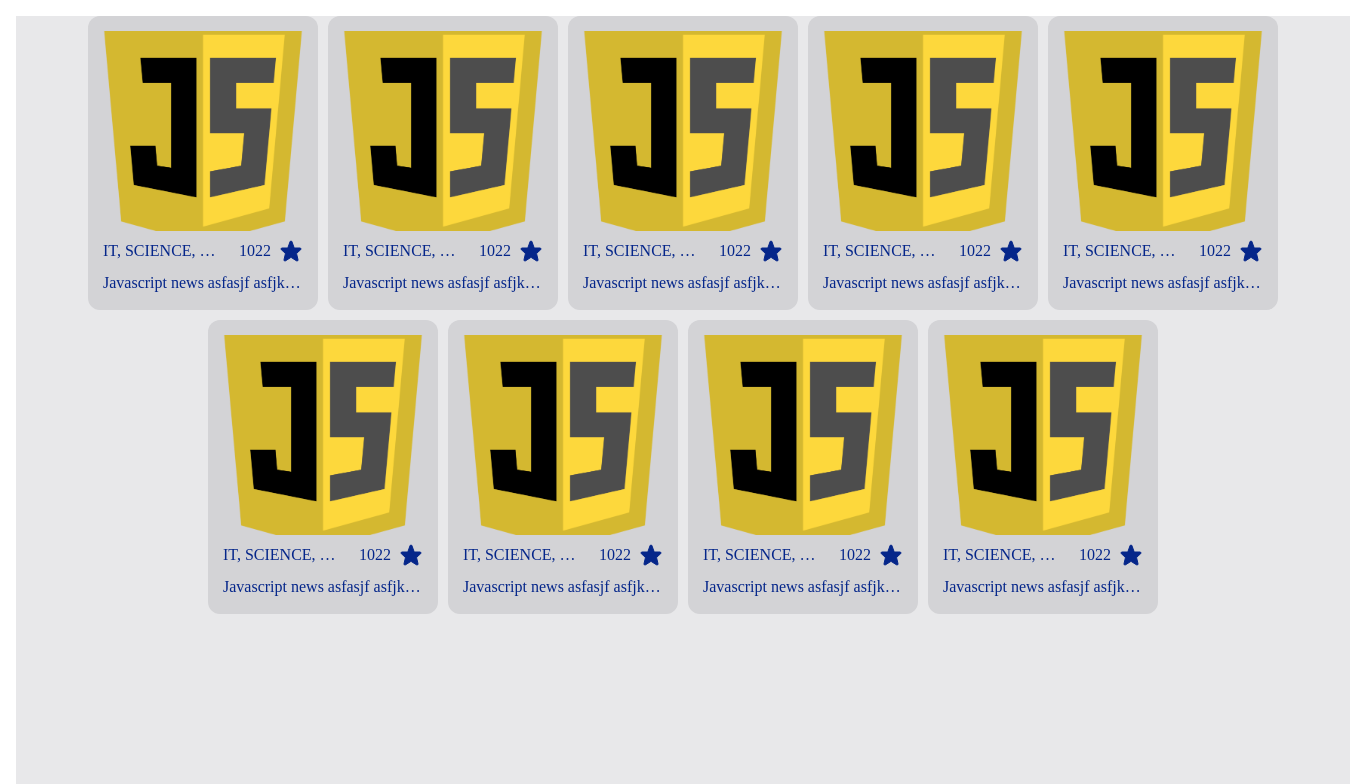 JS JS JS JS JS
IT, SCIENCE, … 1022 IT, SCIENCE, … 1022 IT, SCIENCE, … 1022 IT, SCIENCE, … 1022 IT, SCIENCE, … 1022
Javascript news asfasjf asfjk… Javascript news asfasjf asfjk… Javascript news asfasjf asfjk… Javascript news asfasjf asfjk… Javascript news asfasjf asfjk…
JS JS JS JS
IT, SCIENCE, … 1022 IT, SCIENCE, … 1022 IT, SCIENCE, … 1022 IT, SCIENCE, … 1022
Javascript news asfasjf asfjk… Javascript news asfasjf asfjk… Javascript news asfasjf asfjk… Javascript news asfasjf asfjk…